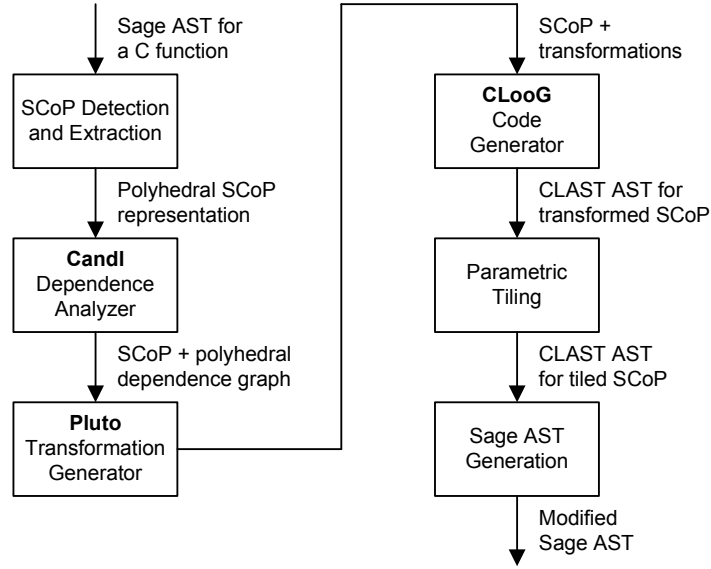 Sage AST for
a C function
SCoP Detection
and Extraction
Polyhedral SCoP
representation
Candl
Dependence
Analyzer
SCoP + polyhedral
dependence graph
Pluto
Transformation
Generator
SCoP +
transformations
CLooG
Code
Generator
CLAST AST for
transformed SCoP
Parametric
Tiling
CLAST AST
for tiled SCoP
Sage AST
Generation
Modified
Sage AST